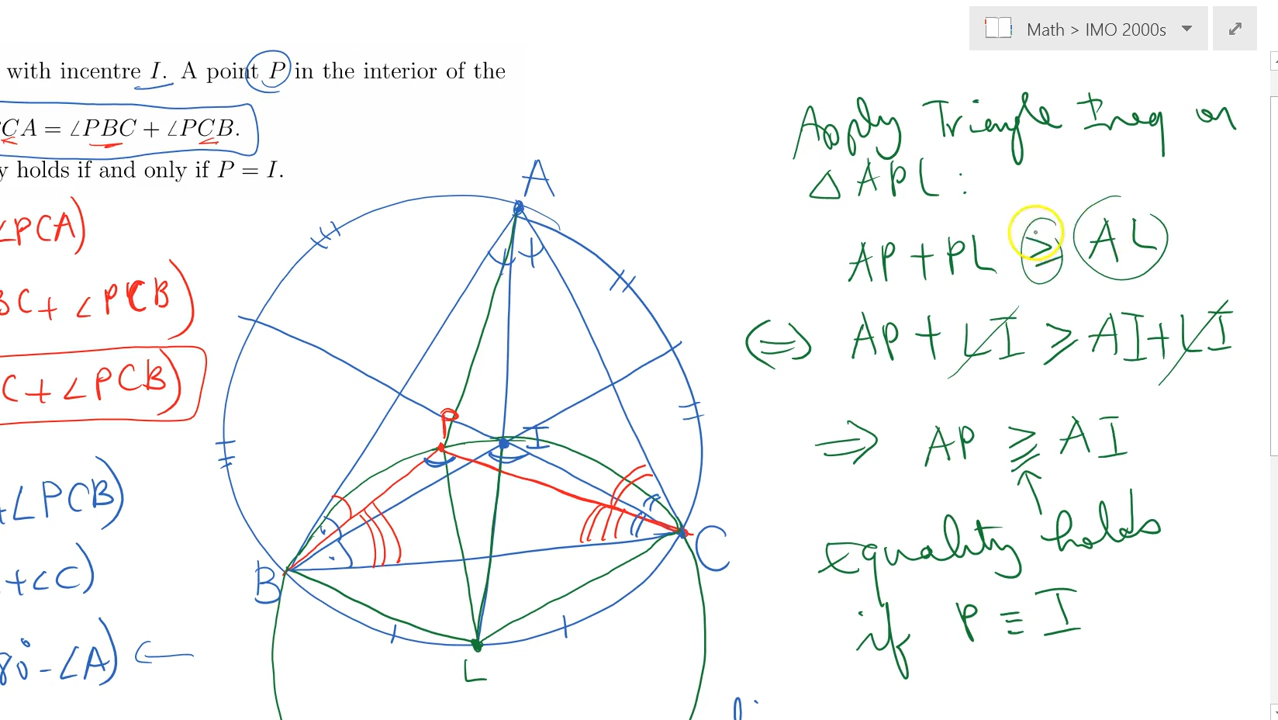 Math > IMO 2000s
with incentre I. A point P in the interior of the
CA = ∠PBC + ∠PCB.
y holds if and only if P = I.
∠PCA)
BC + ∠PCB)
C + ∠PCB)
+∠PCB)
+∠C)
80° - ∠A) ←
A
P
I
B
C
L
Apply Triangle Ineq on
△ APL :
AP + PL ≥ AL
⇔ AP + LI ≥ AI + LI
⇒ AP ≥ AI
Equality holds
if P ≡ I